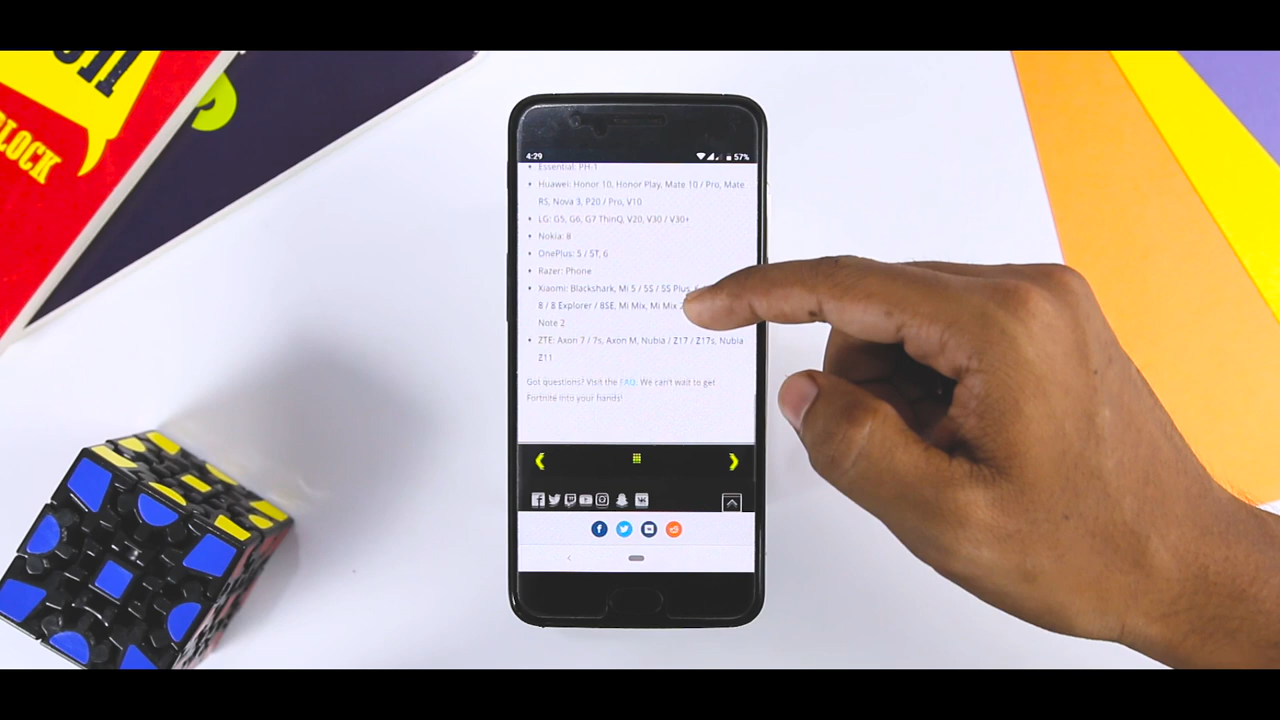 LOCK
4:29
57%
Essential: PH-1
Huawei: Honor 10, Honor Play, Mate 10 / Pro, Mate
RS, Nova 3, P20 / Pro, V10
LG: G5, G6, G7 ThinQ, V20, V30 / V30+
Nokia: 8
OnePlus: 5 / 5T, 6
Razer: Phone
Xiaomi: Blackshark, Mi 5 / 5S / 5S Plus,
8 / 8 Explorer / 8SE, Mi Mix, Mi Mix
Note 2
ZTE: Axon 7 / 7s, Axon M, Nubia / Z17 / Z17s, Nubia
Z11
Got questions? Visit the FAQ. We can't wait to get
Fortnite into your hands!